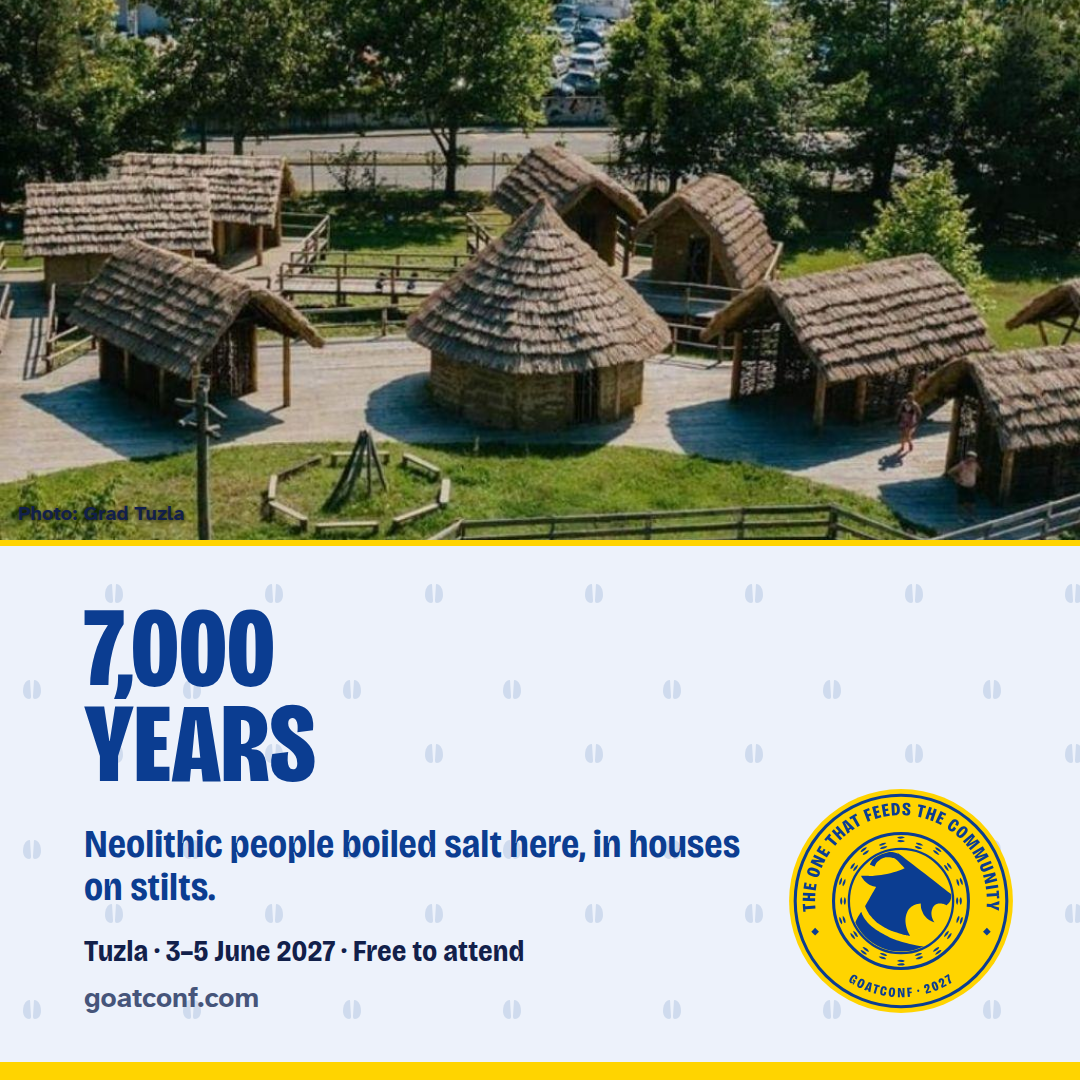 Photo: Grad Tuzla
7,000
YEARS
Neolithic people boiled salt here, in houses
on stilts.
Tuzla · 3–5 June 2027 · Free to attend
goatconf.com
THE ONE THAT FEEDS THE COMMUNITY
GOATCONF · 2027